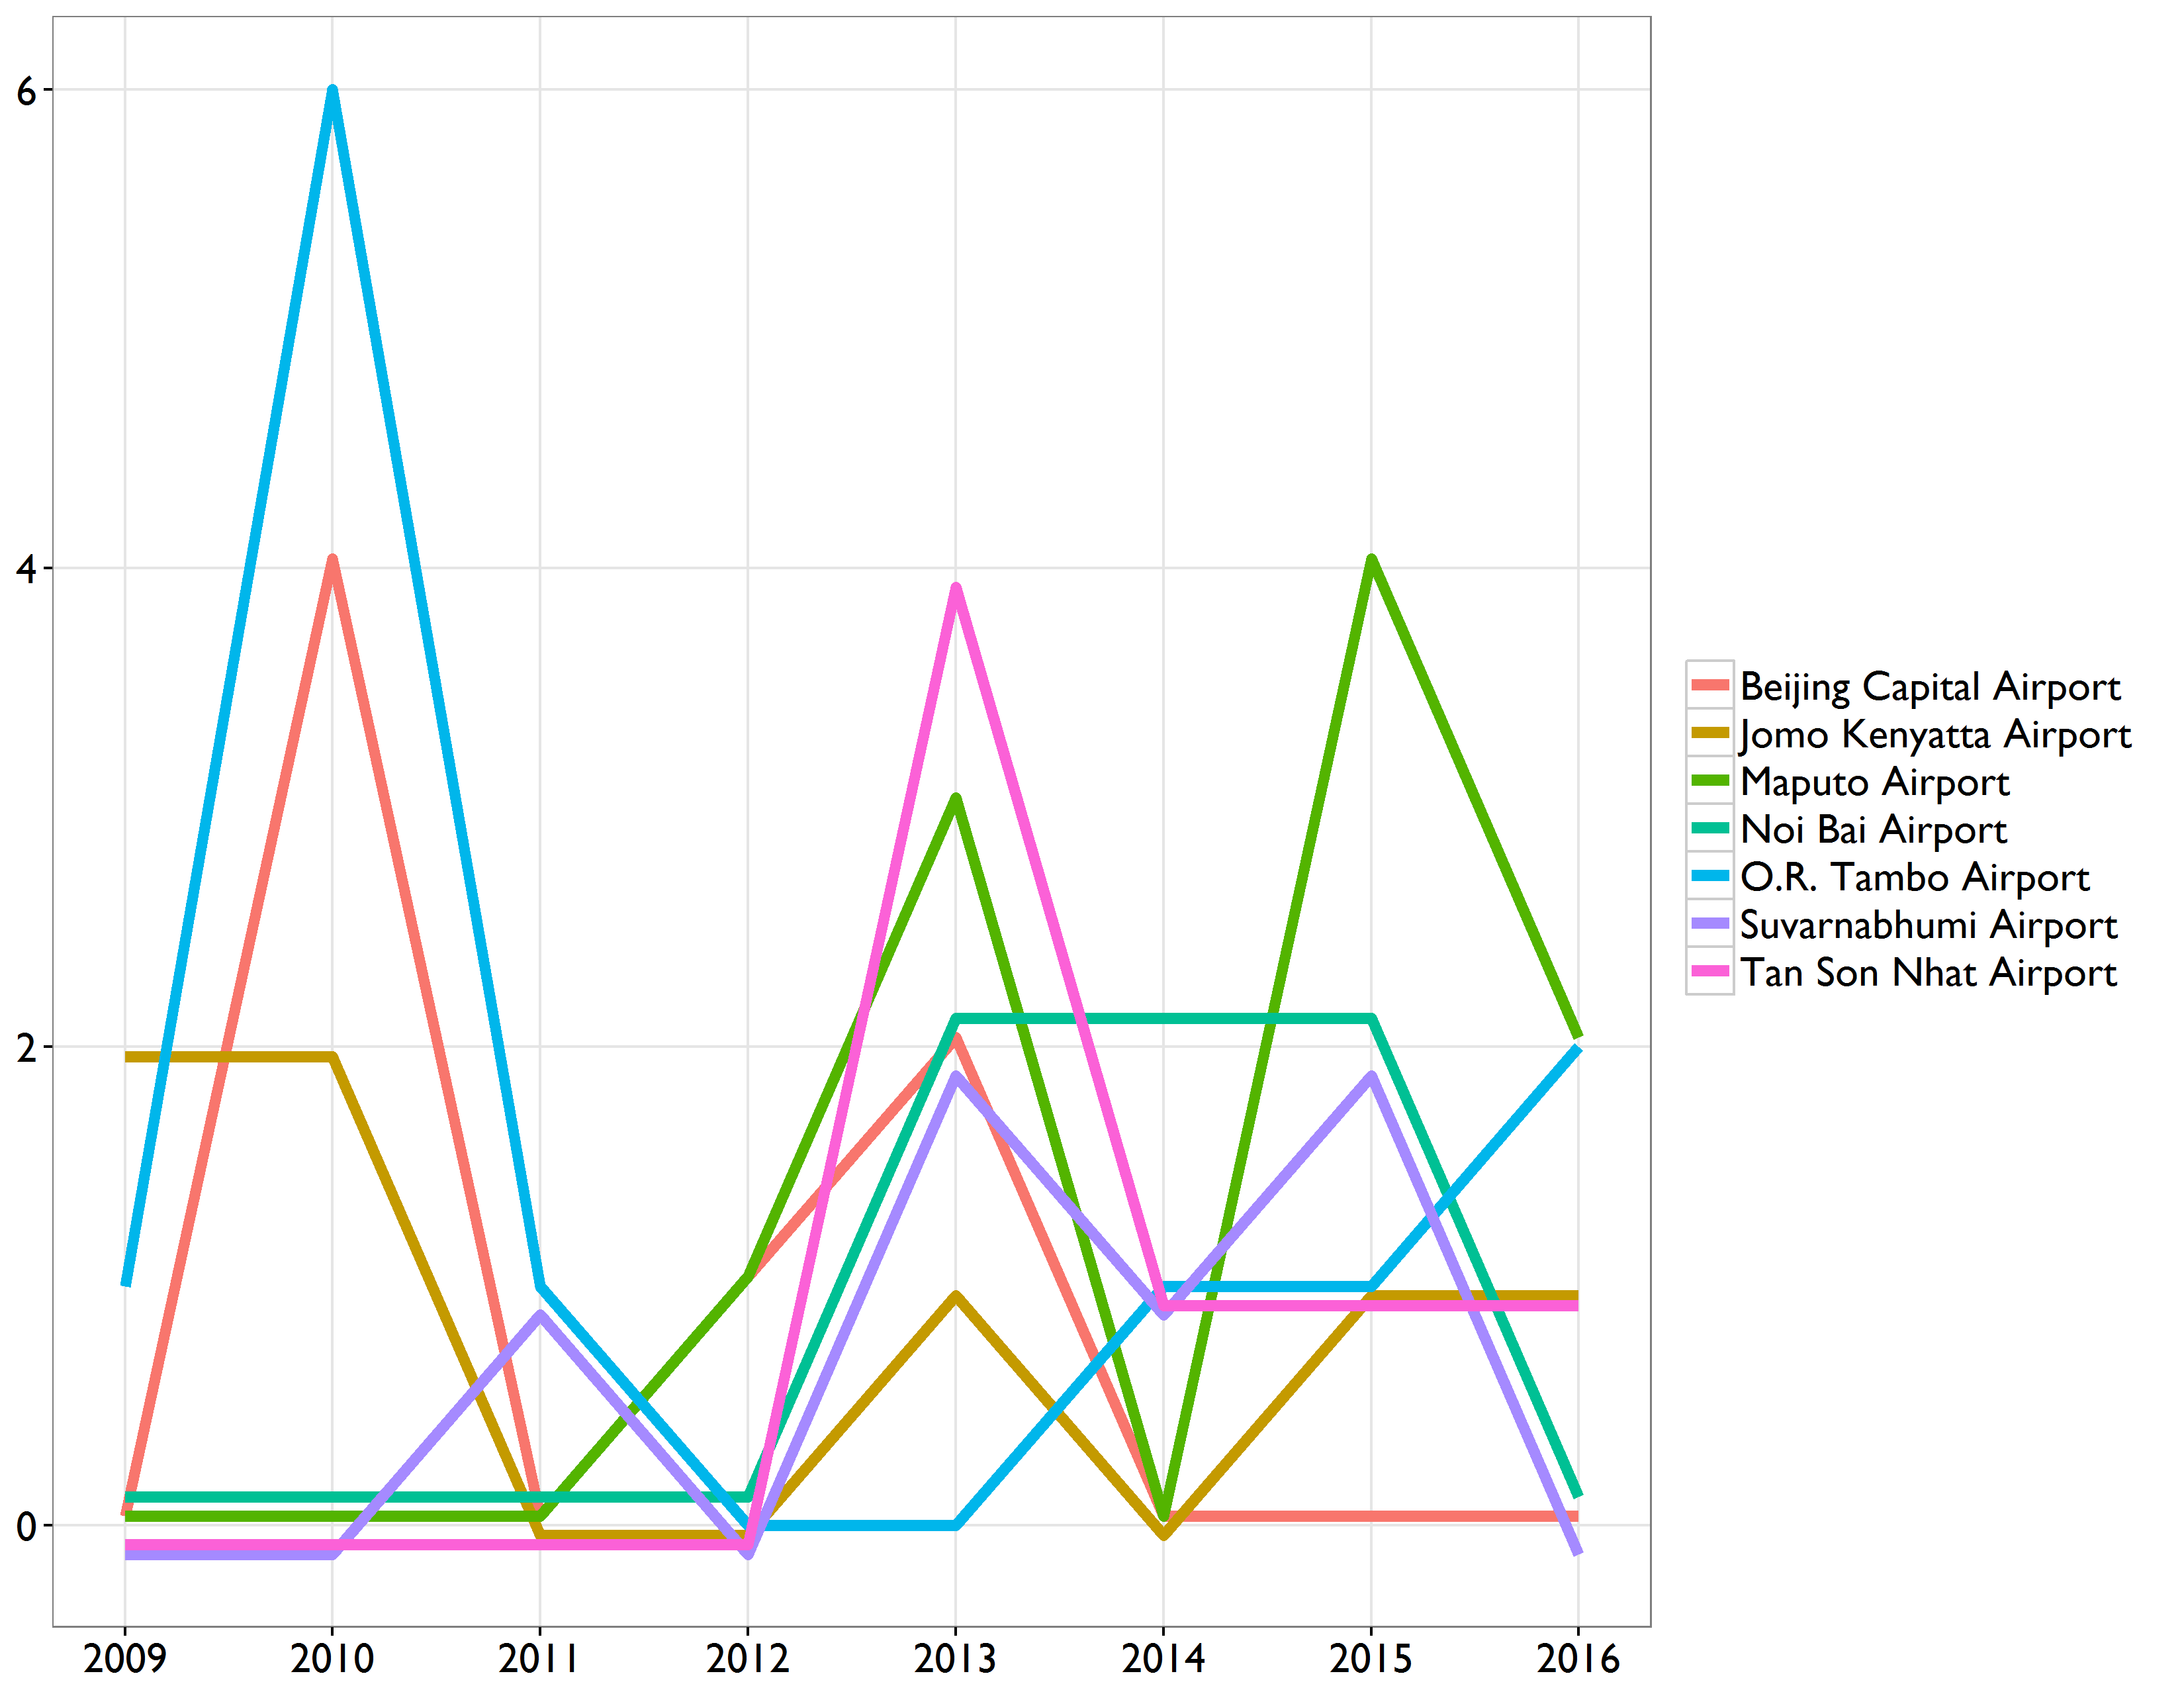 6
4
2
0
2009 2010 2011 2012 2013 2014 2015 2016
Beijing Capital Airport
Jomo Kenyatta Airport
Maputo Airport
Noi Bai Airport
O.R. Tambo Airport
Suvarnabhumi Airport
Tan Son Nhat Airport